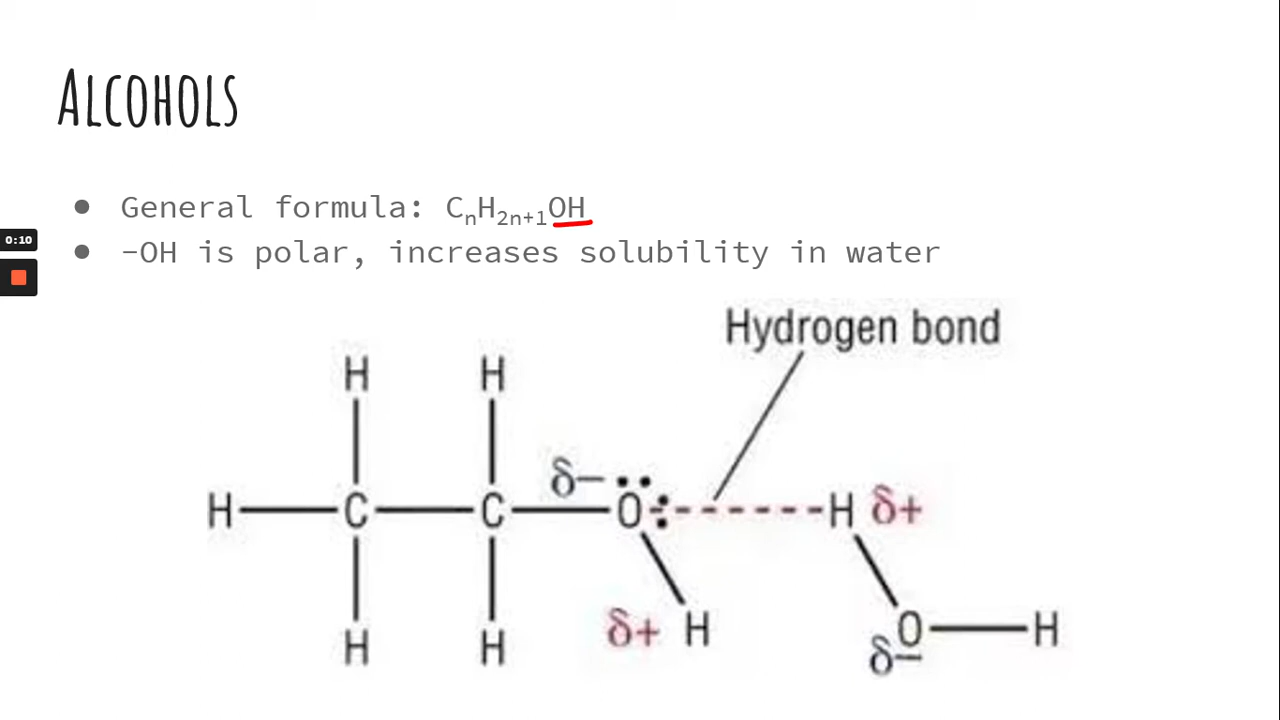 ALCOHOLS
● General formula: CₙH₂ₙ₊₁OH
0:10
● -OH is polar, increases solubility in water
Hydrogen bond
H H
δ−
H C C O H δ+
H H δ+ H O H
δ−